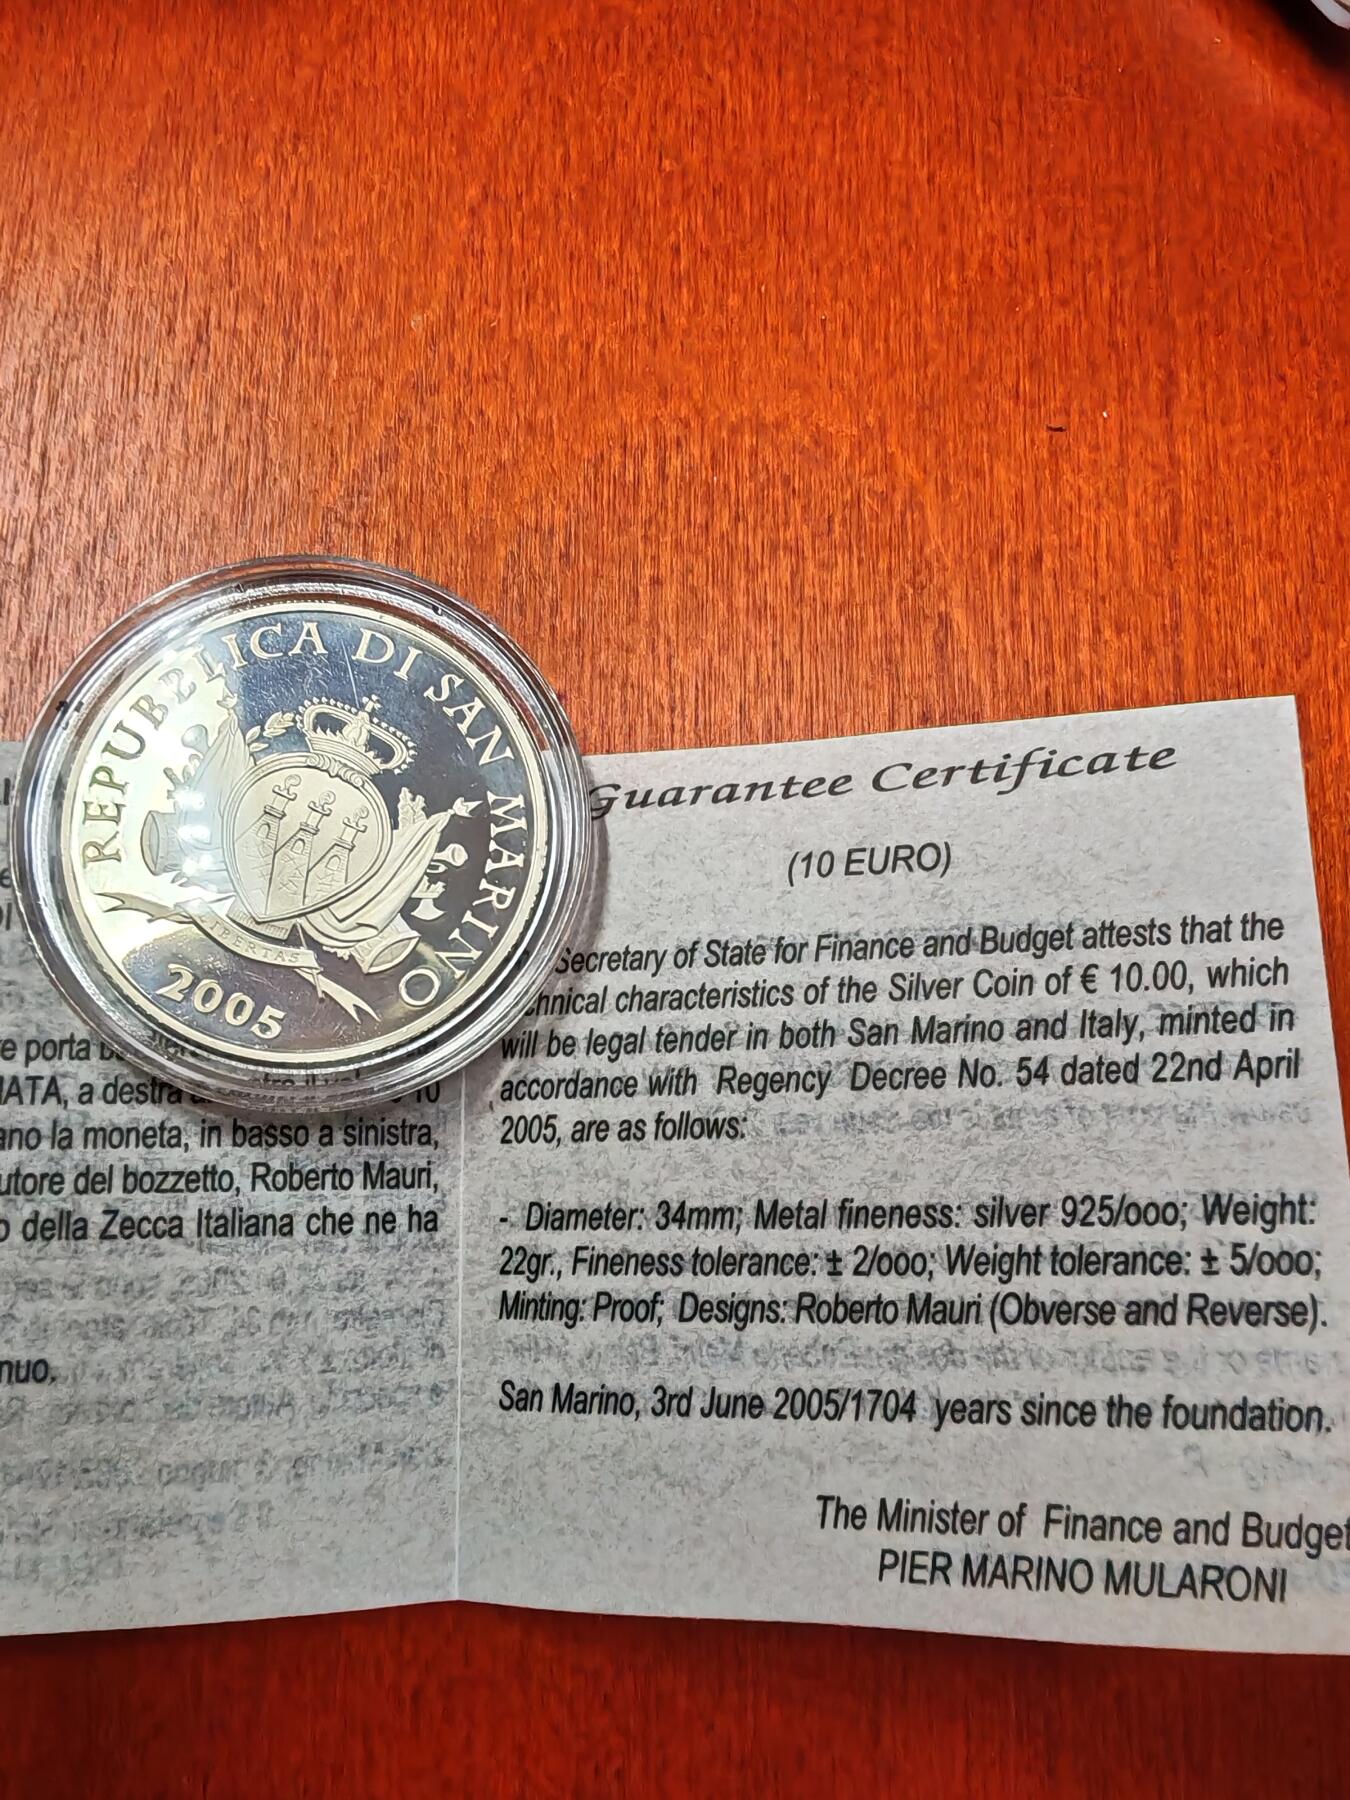 REPUBBLICA DI SAN MARINO
LIBERTAS
2005
re porta
IATA, a destra
ano la moneta, in basso a sinistra,
utore del bozzetto, Roberto Mauri,
o della Zecca Italiana che ne ha
nuo.
Guarantee Certificate
(10 EURO)
Secretary of State for Finance and Budget attests that the
chnical characteristics of the Silver Coin of € 10.00, which
will be legal tender in both San Marino and Italy, minted in
accordance with Regency Decree No. 54 dated 22nd April
2005, are as follows:
- Diameter: 34mm; Metal fineness: silver 925/ooo; Weight:
22gr., Fineness tolerance: ± 2/ooo; Weight tolerance: ± 5/ooo;
Minting: Proof; Designs: Roberto Mauri (Obverse and Reverse).
San Marino, 3rd June 2005/1704 years since the foundation.
The Minister of Finance and Budget
PIER MARINO MULARONI